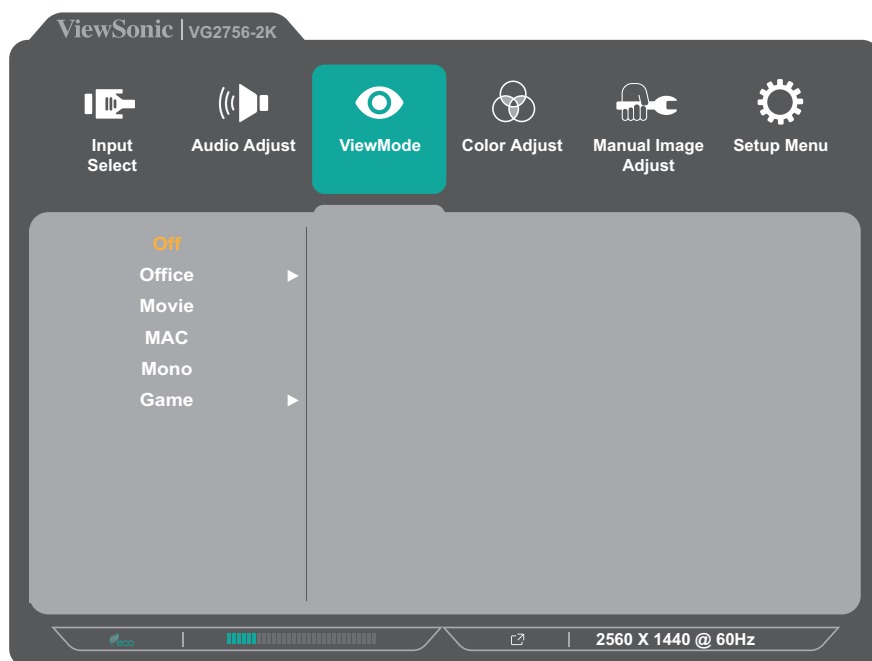 ViewSonic | VG2756-2K
Input Select
Audio Adjust
ViewMode
Color Adjust
Manual Image Adjust
Setup Menu
Off
Office
Movie
MAC
Mono
Game
eco
2560 X 1440 @ 60Hz